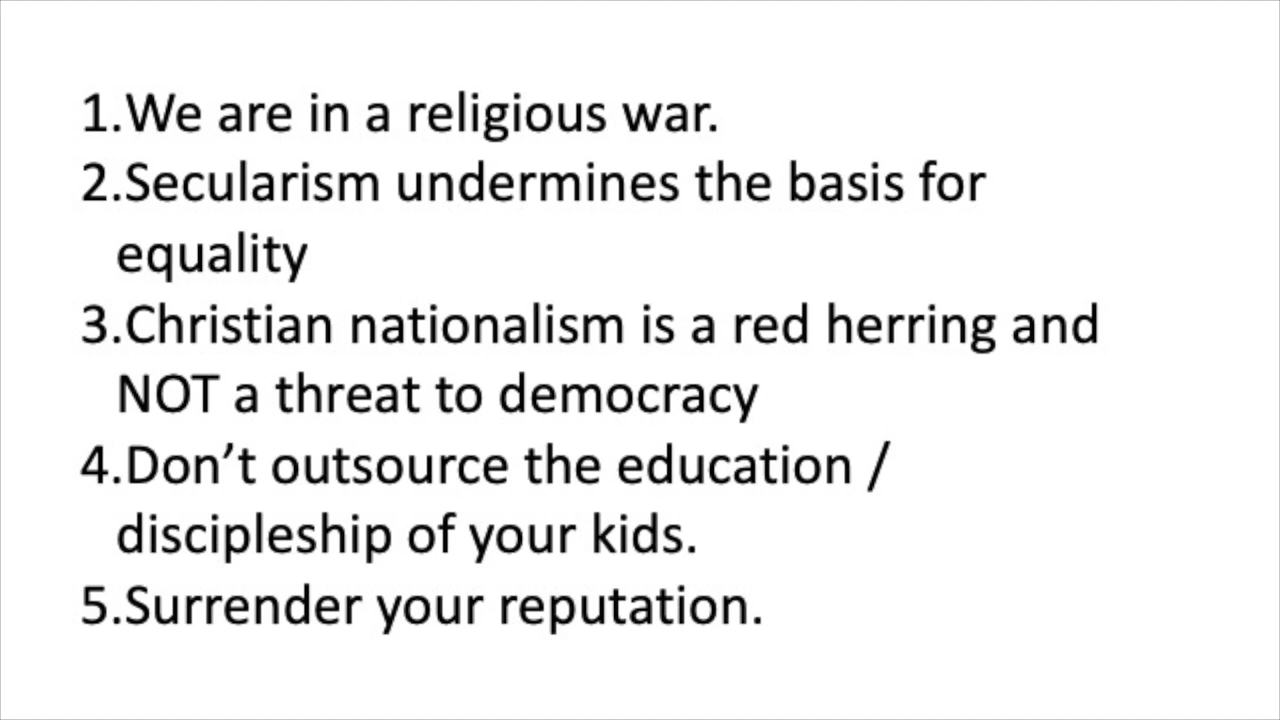 1.We are in a religious war.
2.Secularism undermines the basis for
equality
3.Christian nationalism is a red herring and
NOT a threat to democracy
4.Don’t outsource the education /
discipleship of your kids.
5.Surrender your reputation.